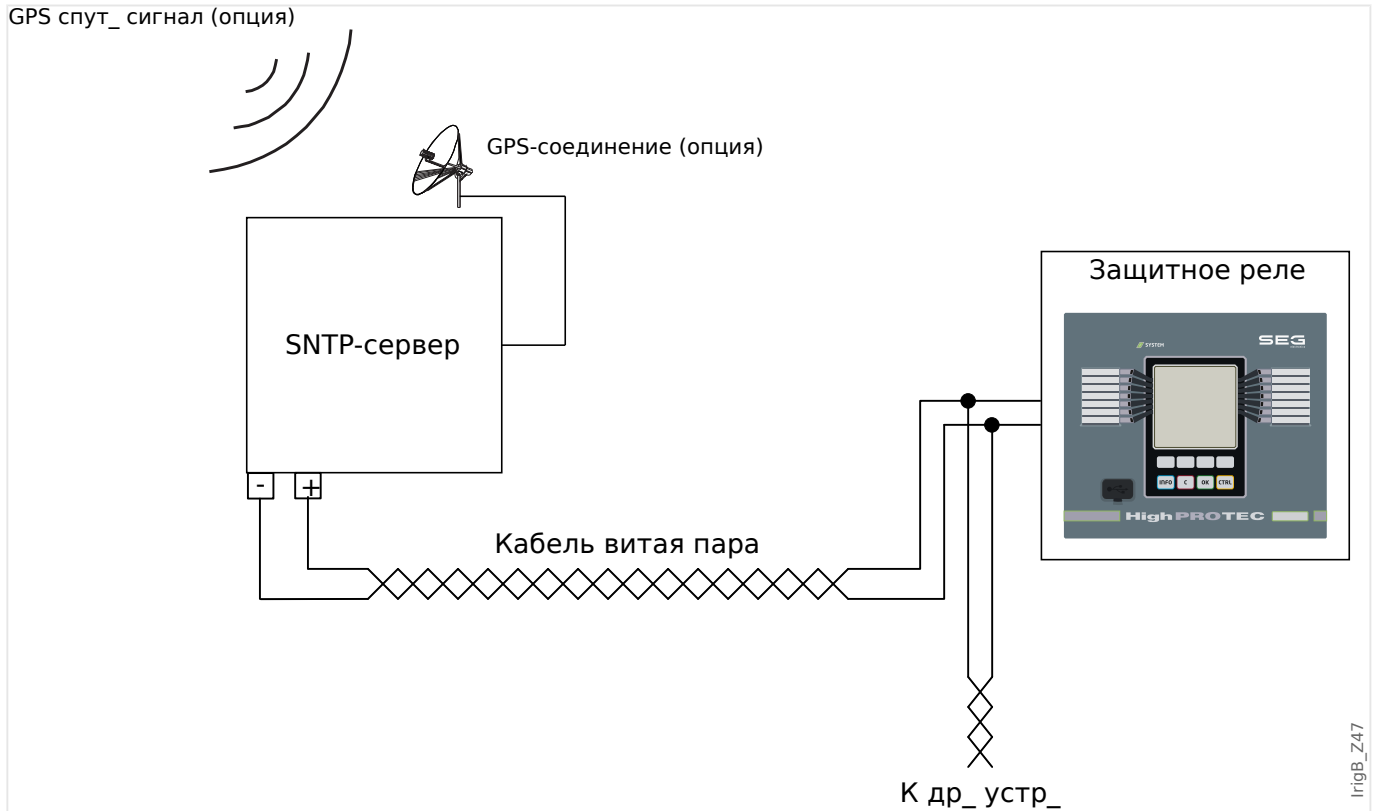 GPS спут_ сигнал (опция)
GPS-соединение (опция)
SNTP-сервер
-
+
Кабель витая пара
Защитное реле
SYSTEM
SEG
INFO
C
OK
CTRL
HighPROTEC
К др_ устр_
IrigB_Z47